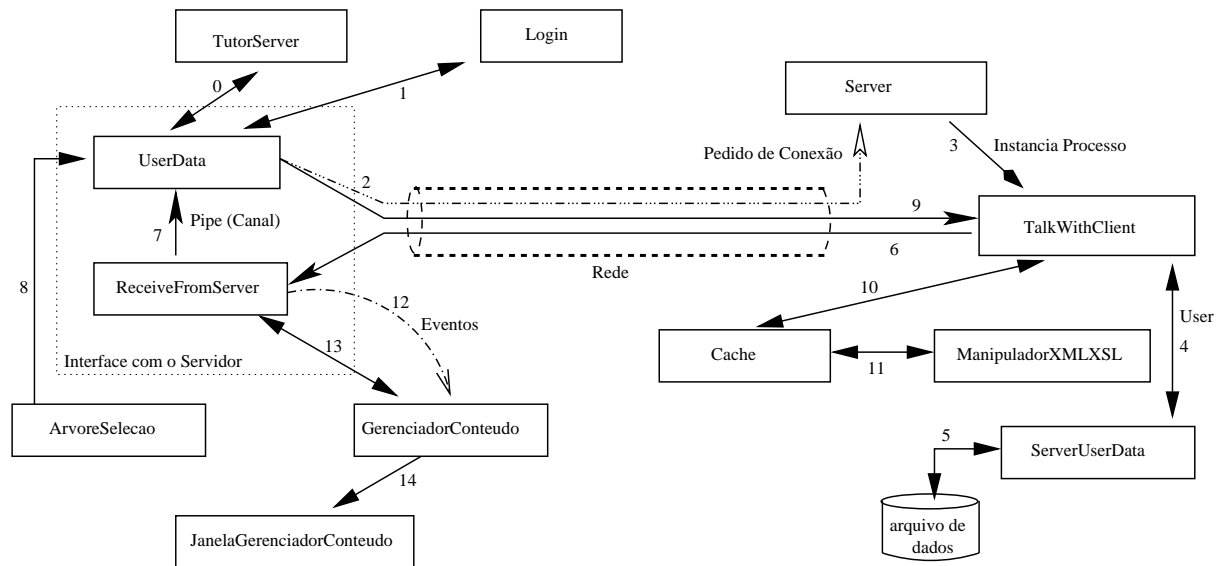 TutorServer
Login
0
1
Server
UserData
2
Pedido de Conexão
3
Instancia Processo
Pipe (Canal)
7
9
TalkWithClient
6
8
ReceiveFromServer
Rede
10
12
Eventos
User
4
13
Interface com o Servidor
Cache
11
ManipuladorXMLXSL
ArvoreSelecao
GerenciadorConteudo
5
ServerUserData
14
JanelaGerenciadorConteudo
arquivo de
dados